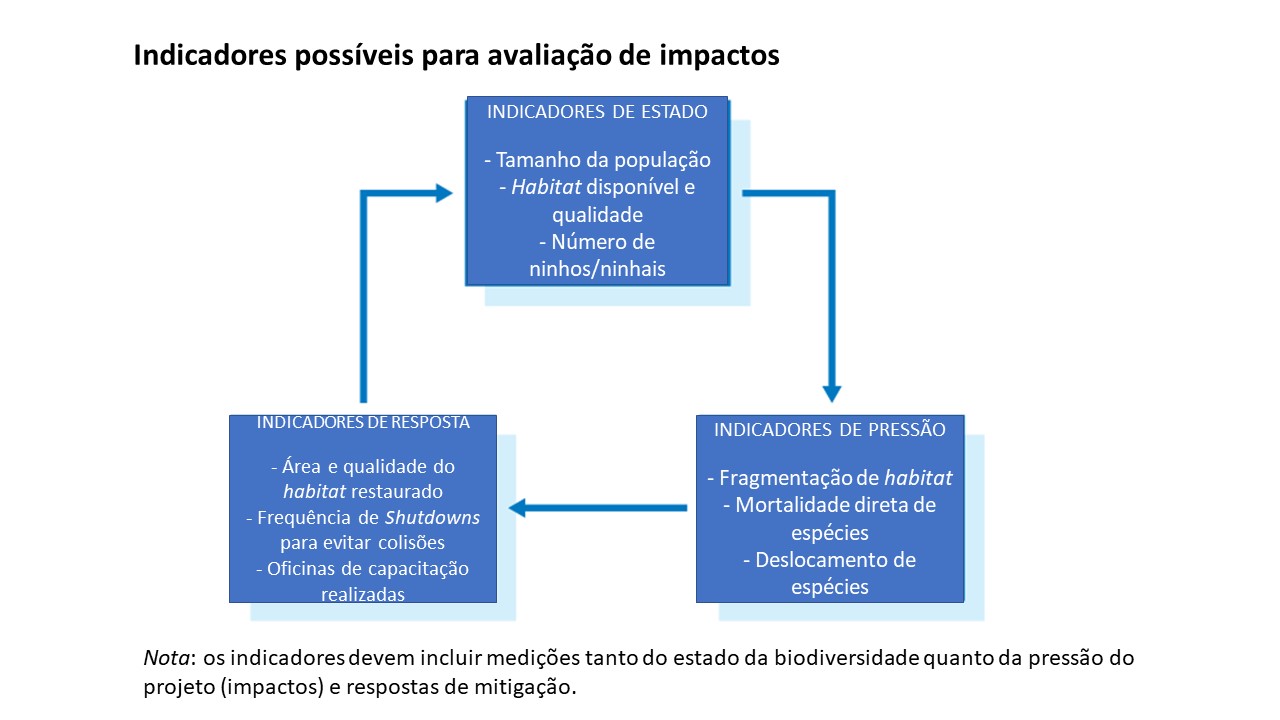 Indicadores possíveis para avaliação de impactos
INDICADORES DE ESTADO
- Tamanho da população
- Habitat disponível e
qualidade
- Número de
ninhos/ninhais
INDICADORES DE RESPOSTA
- Área e qualidade do
habitat restaurado
- Frequência de Shutdowns
para evitar colisões
- Oficinas de capacitação
realizadas
INDICADORES DE PRESSÃO
- Fragmentação de habitat
- Mortalidade direta de
espécies
- Deslocamento de
espécies
Nota: os indicadores devem incluir medições tanto do estado da biodiversidade quanto da pressão do
projeto (impactos) e respostas de mitigação.